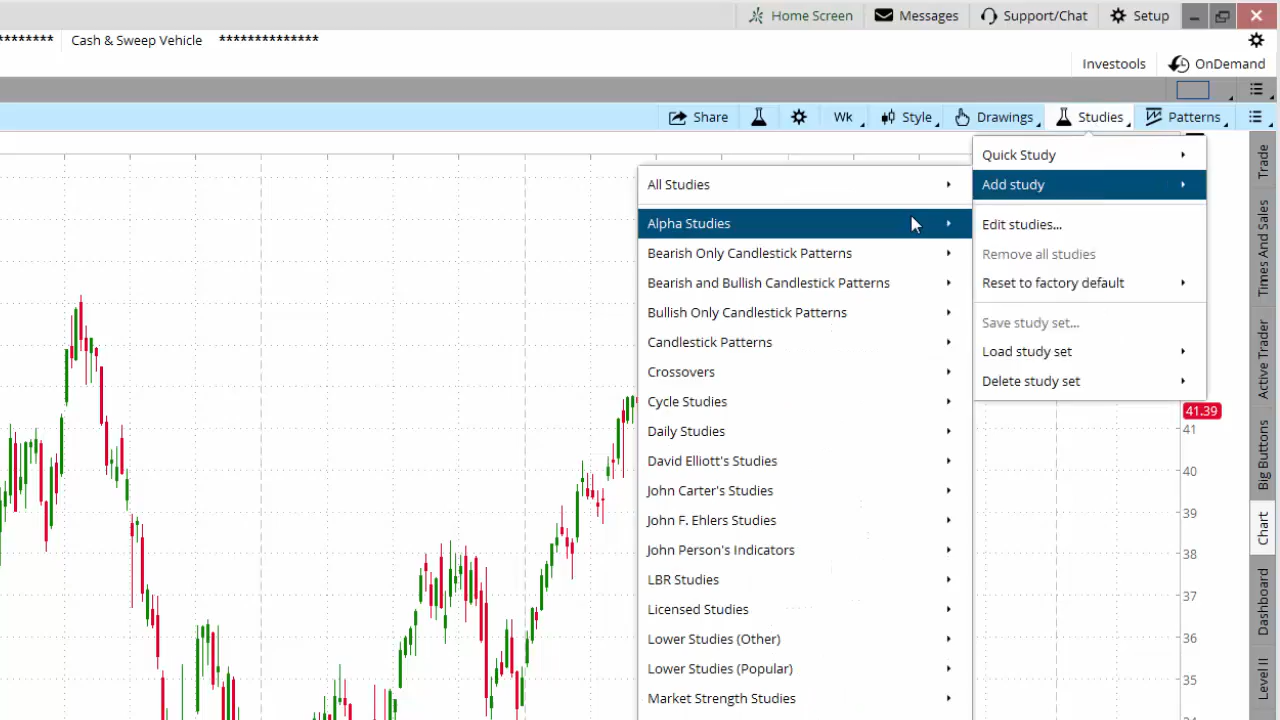 Home Screen Messages Support/Chat Setup
******** Cash & Sweep Vehicle **************
Investools OnDemand
Share Wk Style Drawings Studies Patterns
Quick Study
Add study
Edit studies...
Remove all studies
Reset to factory default
Save study set...
Load study set
Delete study set
All Studies
Alpha Studies
Bearish Only Candlestick Patterns
Bearish and Bullish Candlestick Patterns
Bullish Only Candlestick Patterns
Candlestick Patterns
Crossovers
Cycle Studies
Daily Studies
David Elliott's Studies
John Carter's Studies
John F. Ehlers Studies
John Person's Indicators
LBR Studies
Licensed Studies
Lower Studies (Other)
Lower Studies (Popular)
Market Strength Studies
41.39
41
40
39
38
37
36
35
Trade
Times And Sales
Active Trader
Big Buttons
Chart
Dashboard
Level II